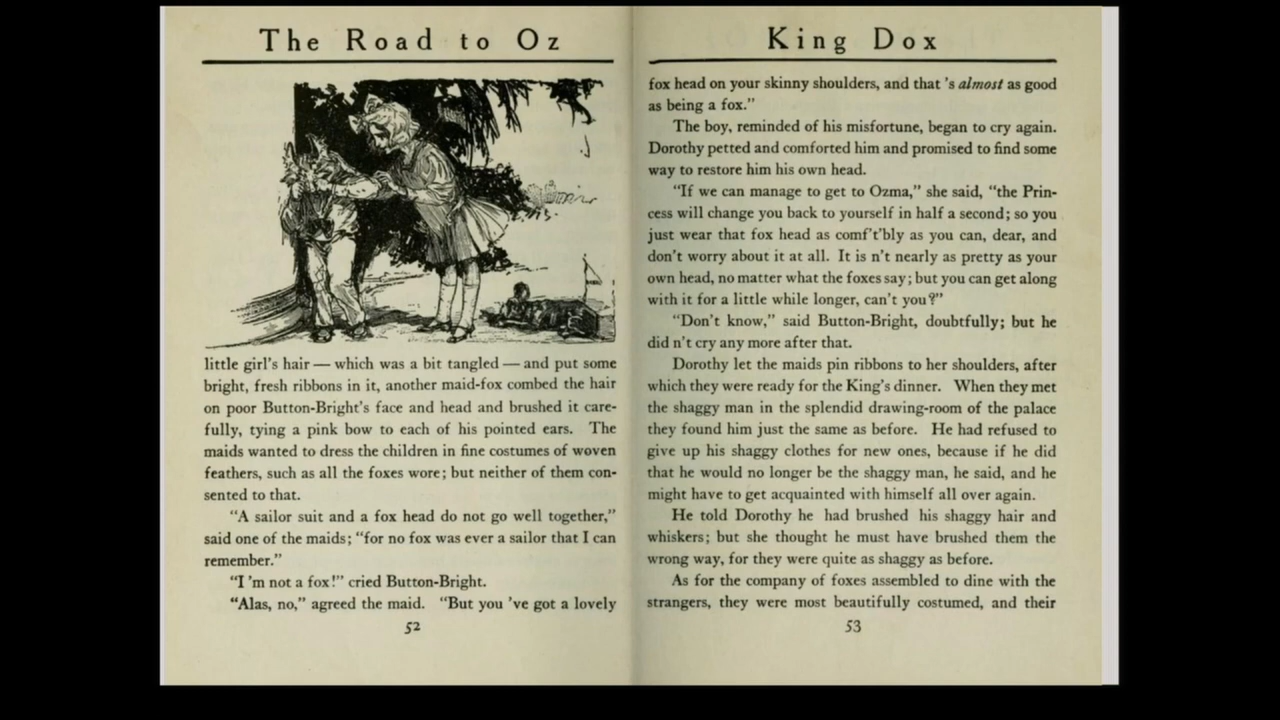 The Road to Oz
little girl's hair — which was a bit tangled — and put some
bright, fresh ribbons in it, another maid-fox combed the hair
on poor Button-Bright's face and head and brushed it care-
fully, tying a pink bow to each of his pointed ears. The
maids wanted to dress the children in fine costumes of woven
feathers, such as all the foxes wore; but neither of them con-
sented to that.
"A sailor suit and a fox head do not go well together,"
said one of the maids; "for no fox was ever a sailor that I can
remember."
"I 'm not a fox!" cried Button-Bright.
"Alas, no," agreed the maid. "But you 've got a lovely
52
King Dox
fox head on your skinny shoulders, and that 's almost as good
as being a fox."
The boy, reminded of his misfortune, began to cry again.
Dorothy petted and comforted him and promised to find some
way to restore him his own head.
"If we can manage to get to Ozma," she said, "the Prin-
cess will change you back to yourself in half a second; so you
just wear that fox head as comf't'bly as you can, dear, and
don't worry about it at all. It is n't nearly as pretty as your
own head, no matter what the foxes say; but you can get along
with it for a little while longer, can't you?"
"Don't know," said Button-Bright, doubtfully; but he
did n't cry any more after that.
Dorothy let the maids pin ribbons to her shoulders, after
which they were ready for the King's dinner. When they met
the shaggy man in the splendid drawing-room of the palace
they found him just the same as before. He had refused to
give up his shaggy clothes for new ones, because if he did
that he would no longer be the shaggy man, he said, and he
might have to get acquainted with himself all over again.
He told Dorothy he had brushed his shaggy hair and
whiskers; but she thought he must have brushed them the
wrong way, for they were quite as shaggy as before.
As for the company of foxes assembled to dine with the
strangers, they were most beautifully costumed, and their
53